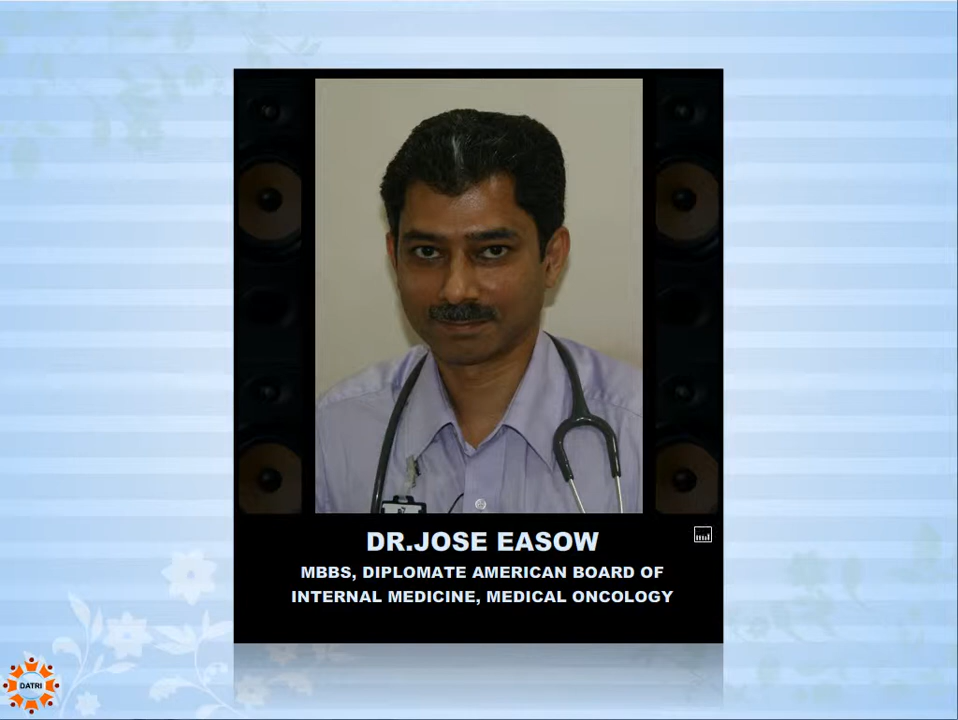 DR.JOSE EASOW
MBBS, DIPLOMATE AMERICAN BOARD OF
INTERNAL MEDICINE, MEDICAL ONCOLOGY
DATRI